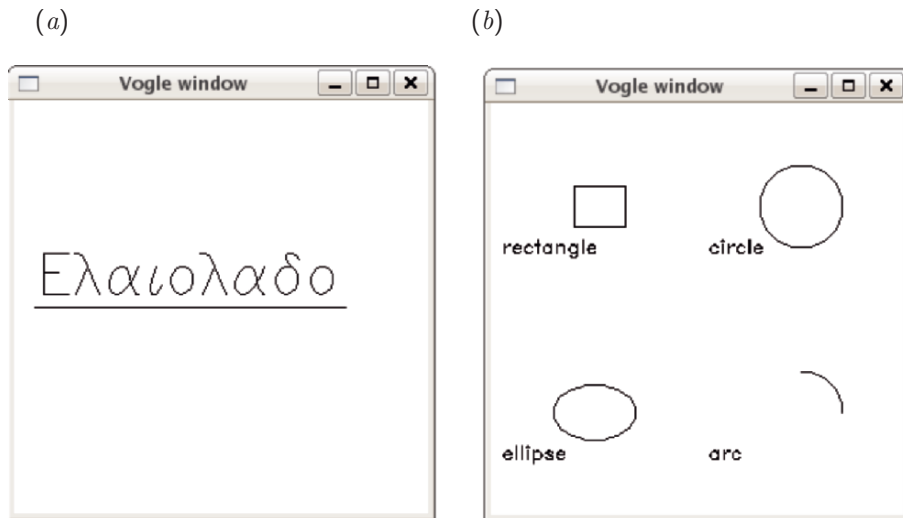 (a)
(b)
Vogle window
Vogle window
Ελαιολαδο
rectangle
circle
ellipse
arc